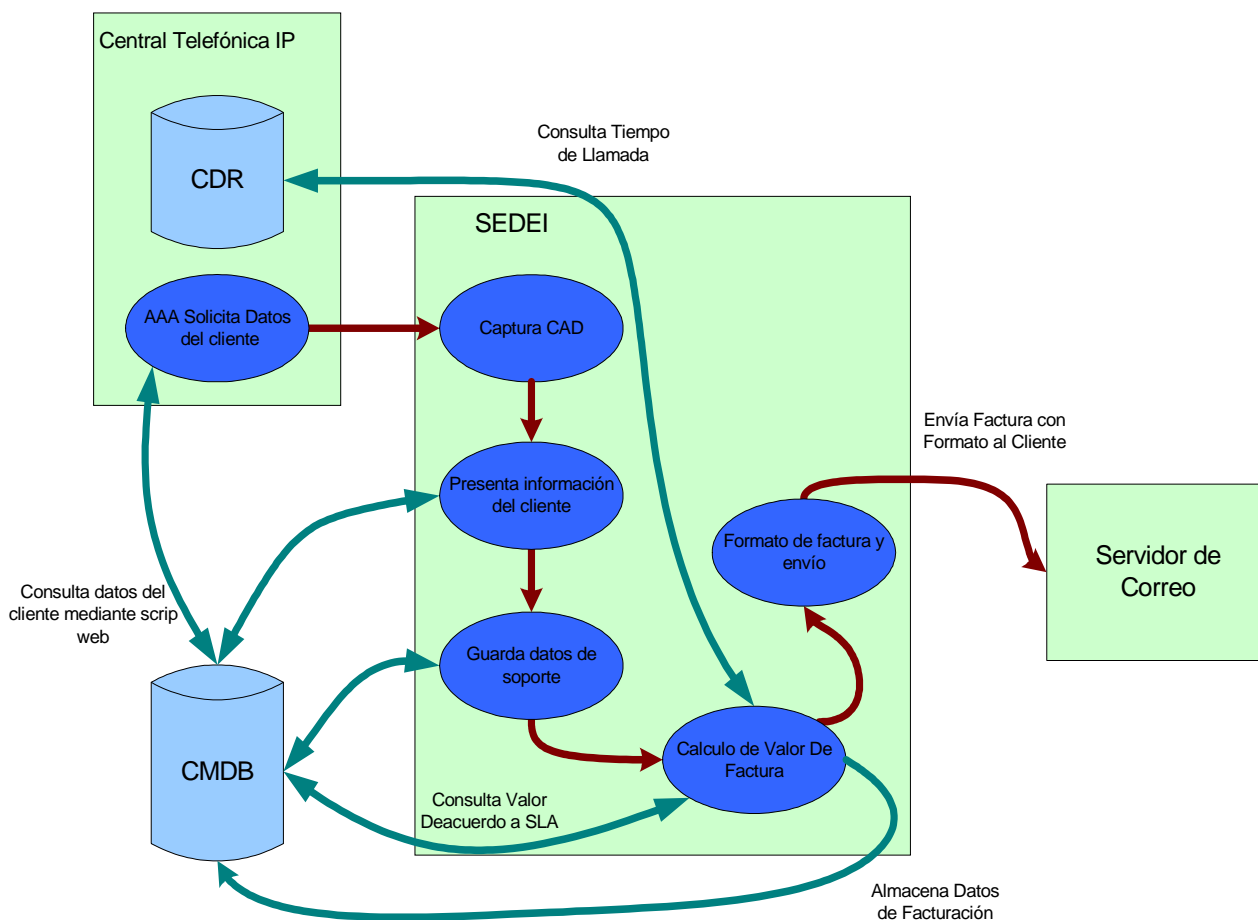 Central Telefónica IP
CDR
Consulta Tiempo
de Llamada
SEDEI
AAA Solicita Datos
del cliente
Captura CAD
Envía Factura con
Formato al Cliente
Presenta información
del cliente
Formato de factura y
envío
Servidor de
Correo
Consulta datos del
cliente mediante scrip
web
Guarda datos de
soporte
CMDB
Calculo de Valor De
Factura
Consulta Valor
Deacuerdo a SLA
Almacena Datos
de Facturación